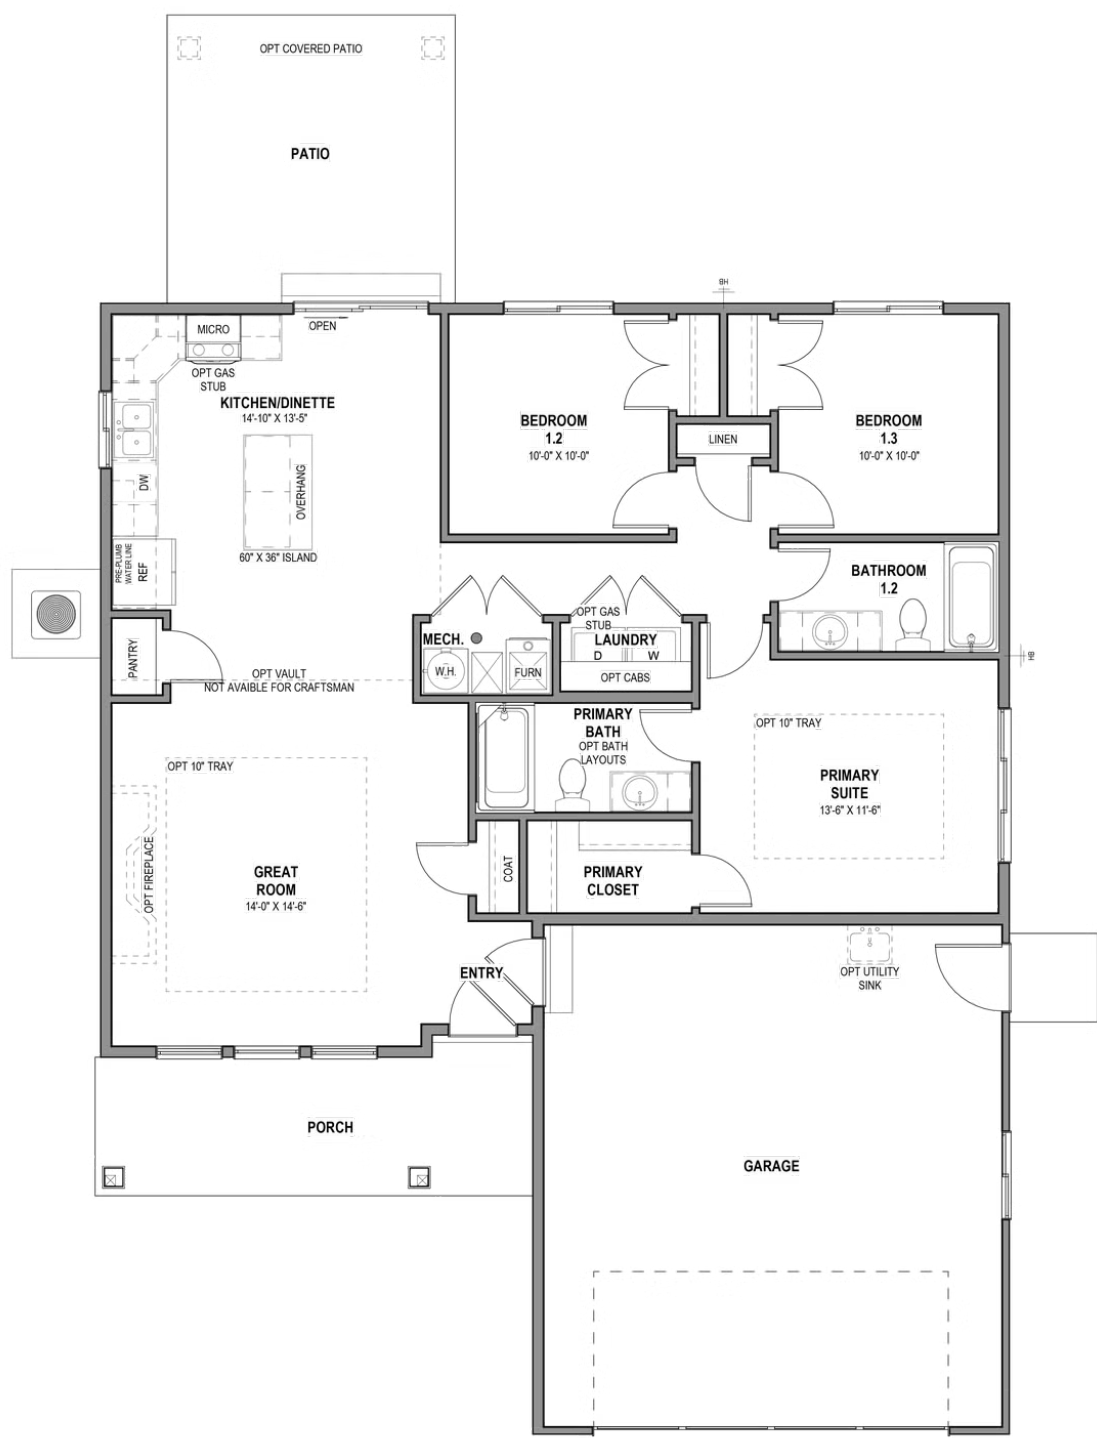 OPT COVERED PATIO
PATIO
HB
MICRO
OPEN
OPT GAS
STUB
KITCHEN/DINETTE
14'-10" X 13'-5"
OVERHANG
60" X 36" ISLAND
DW
PRE-PLUMB
WATER LINE
REF
BEDROOM
1.2
10'-0" X 10'-0"
LINEN
BEDROOM
1.3
10'-0" X 10'-0"
BATHROOM
1.2
HB
PANTRY
OPT VAULT
NOT AVAIBLE FOR CRAFTSMAN
MECH.
W.H.
FURN
OPT GAS
STUB
LAUNDRY
D
W
OPT CABS
PRIMARY
BATH
OPT BATH
LAYOUTS
OPT 10" TRAY
PRIMARY
SUITE
13'-6" X 11'-6"
OPT 10" TRAY
OPT FIREPLACE
GREAT
ROOM
14'-0" X 14'-6"
COAT
PRIMARY
CLOSET
ENTRY
OPT UTILITY
SINK
PORCH
GARAGE